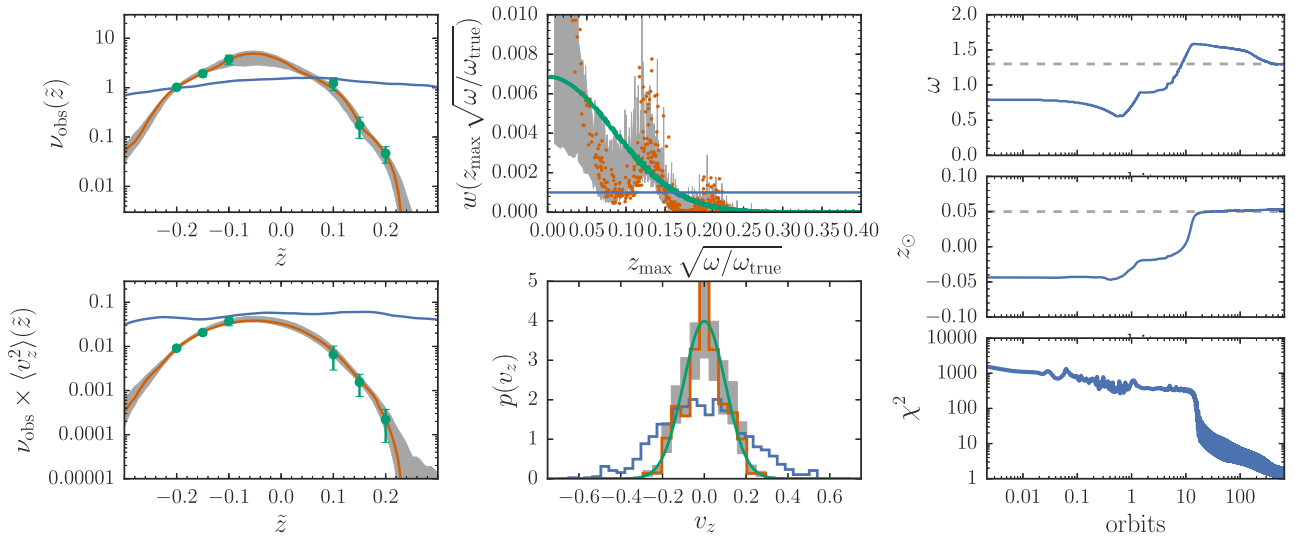 10
1
0.1
0.01
ν_obs(z̃)
−0.2 −0.1 0.0 0.1 0.2
z̃
0.1
0.01
0.001
0.0001
0.00001
ν_obs × ⟨v_z²⟩(z̃)
−0.2 −0.1 0.0 0.1 0.2
z̃
0.010
0.008
0.006
0.004
0.002
0.000
w(z_max √ω/ω_true)
0.00 0.05 0.10 0.15 0.20 0.25 0.30 0.35 0.40
z_max √ω/ω_true
5
4
3
2
1
0
p(v_z)
−0.6 −0.4 −0.2 0.0 0.2 0.4 0.6
v_z
2.0
1.5
1.0
0.5
0.0
ω
0.10
0.05
0.00
−0.05
−0.10
z_⊙
1000
1000
100
10
1
χ²
0.01 0.1 1 10 100
orbits